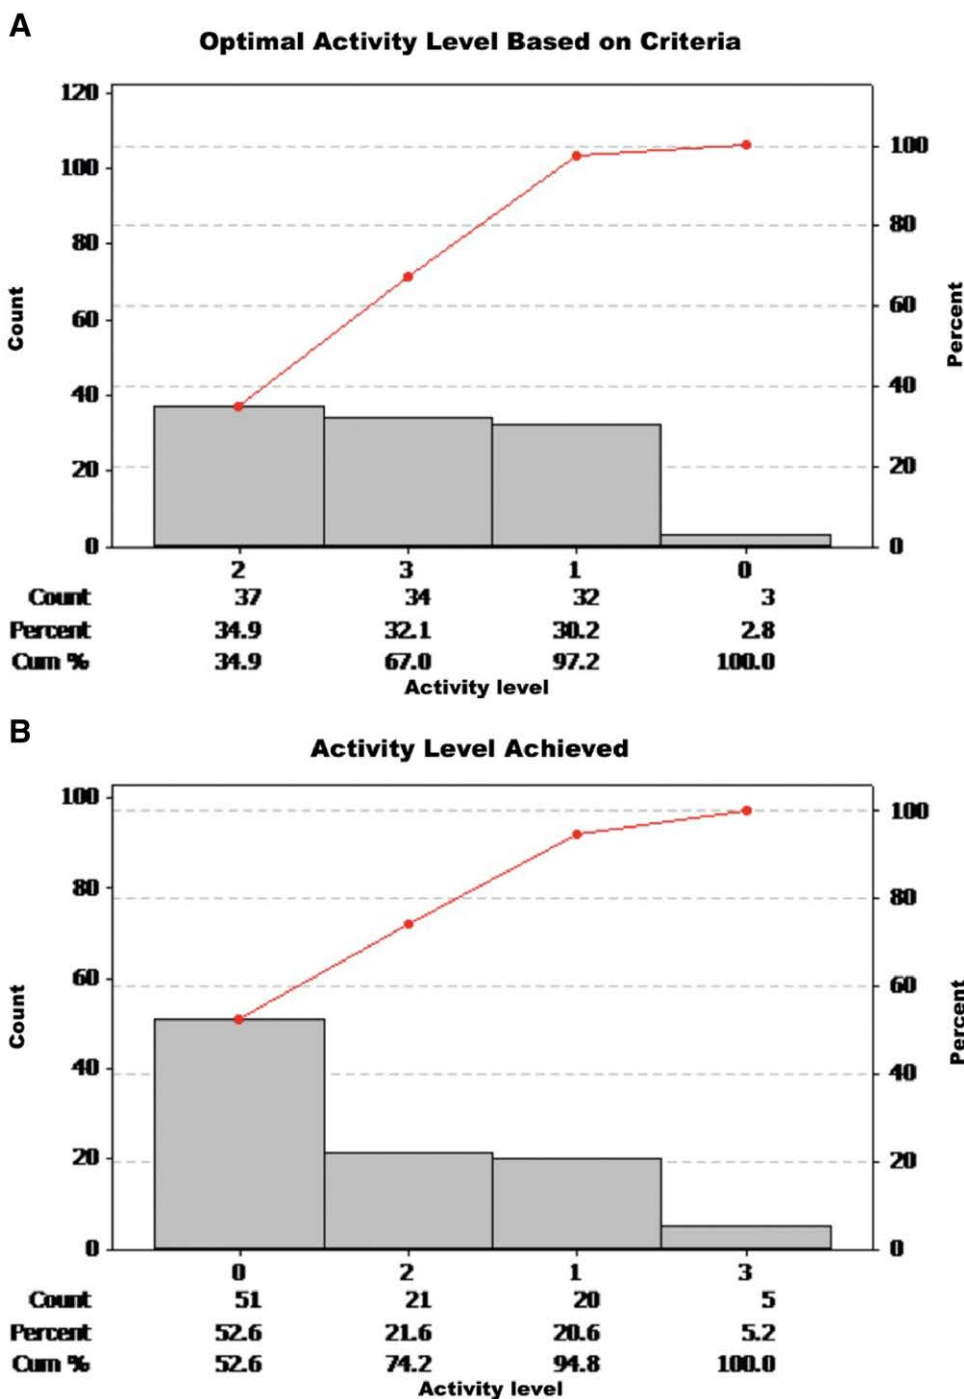 A
Optimal Activity Level Based on Criteria
120
100
80
60
40
20
0
Count
100
80
60
40
20
0
Percent
2 3 1 0
Count 37 34 32 3
Percent 34.9 32.1 30.2 2.8
Cum % 34.9 67.0 97.2 100.0
Activity level
B
Activity Level Achieved
100
80
60
40
20
0
Count
100
80
60
40
20
0
Percent
0 2 1 3
Count 51 21 20 5
Percent 52.6 21.6 20.6 5.2
Cum % 52.6 74.2 94.8 100.0
Activity level